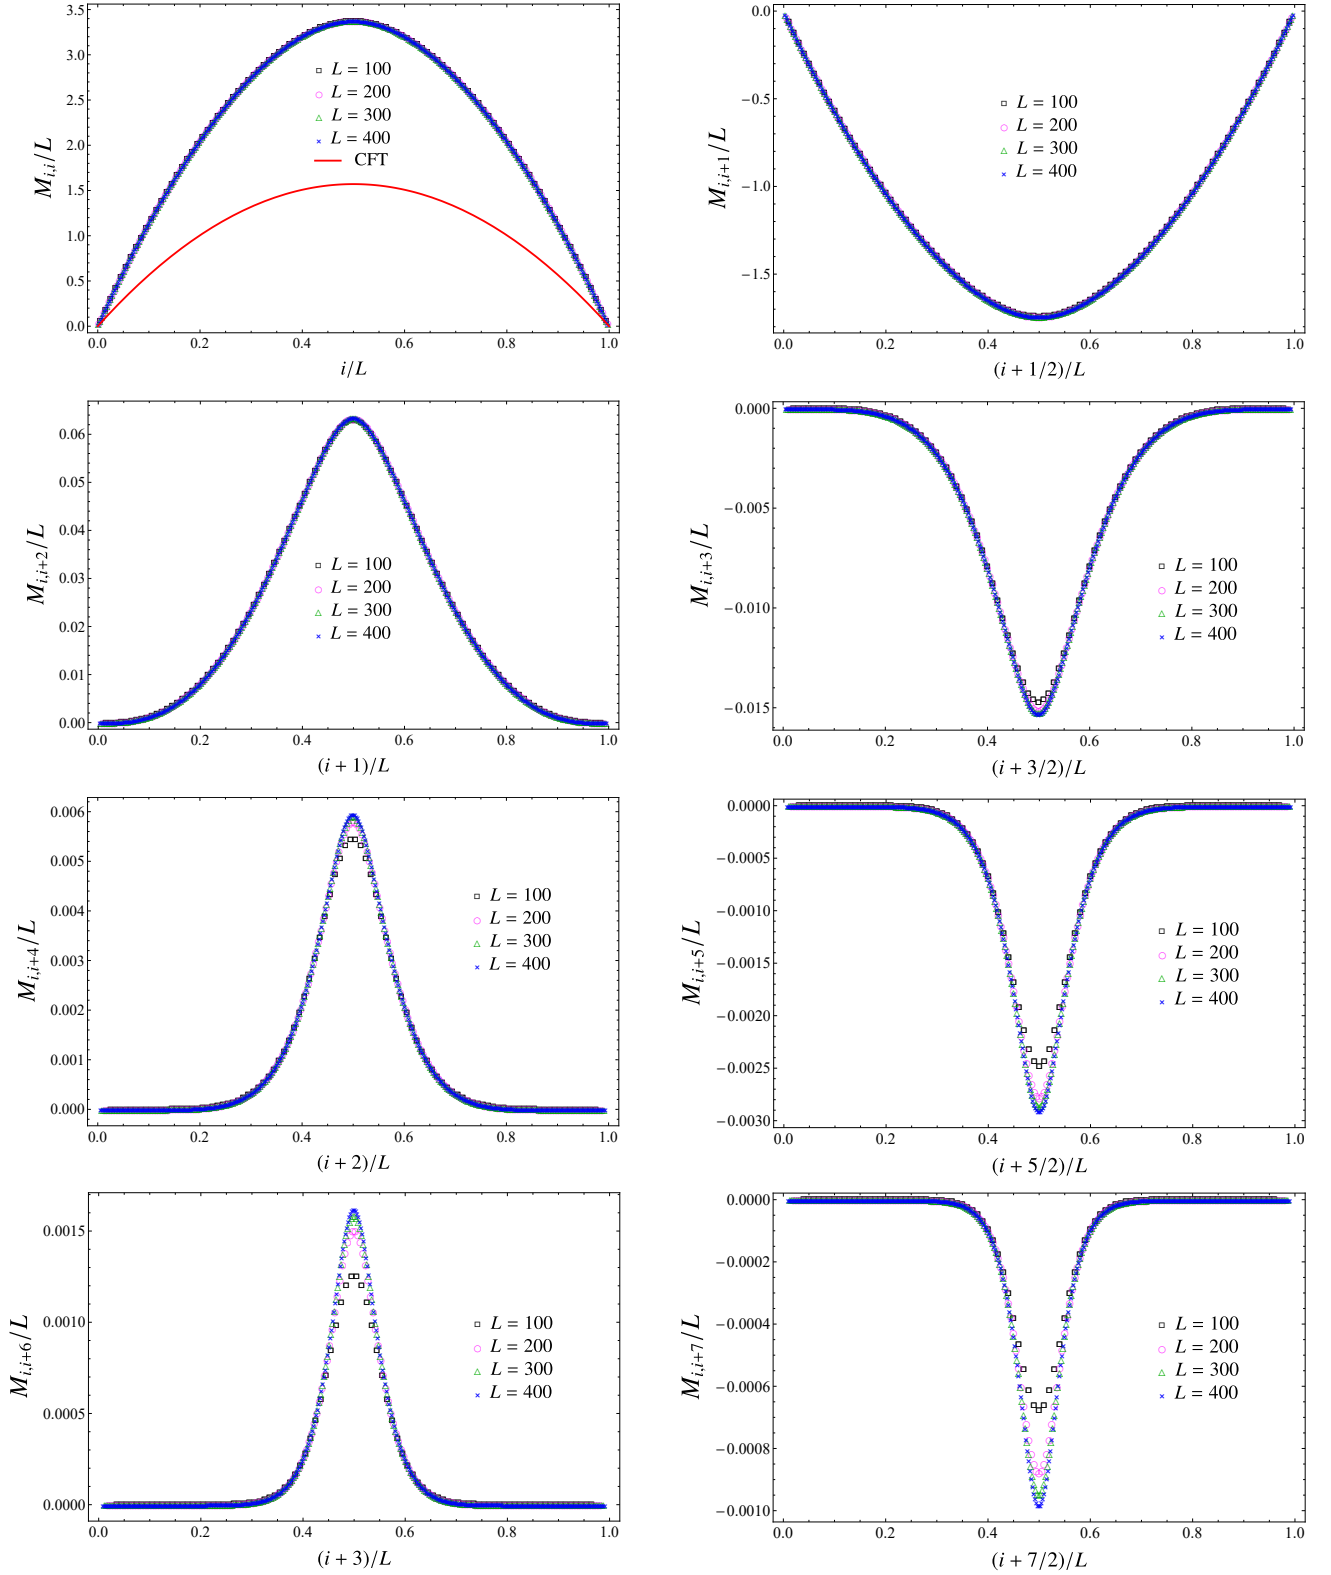 M_{i,i}/L
3.5
3.0
2.5
2.0
1.5
1.0
0.5
0.0
L = 100
L = 200
L = 300
L = 400
CFT
0.0 0.2 0.4 0.6 0.8 1.0
i/L
M_{i,i+1}/L
0.0
−0.5
−1.0
−1.5
L = 100
L = 200
L = 300
L = 400
0.0 0.2 0.4 0.6 0.8 1.0
(i + 1/2)/L
M_{i,i+2}/L
0.06
0.05
0.04
0.03
0.02
0.01
0.00
L = 100
L = 200
L = 300
L = 400
0.0 0.2 0.4 0.6 0.8 1.0
(i + 1)/L
M_{i,i+3}/L
0.000
−0.005
−0.010
−0.015
L = 100
L = 200
L = 300
L = 400
0.0 0.2 0.4 0.6 0.8 1.0
(i + 3/2)/L
M_{i,i+4}/L
0.006
0.005
0.004
0.003
0.002
0.001
0.000
L = 100
L = 200
L = 300
L = 400
0.0 0.2 0.4 0.6 0.8 1.0
(i + 2)/L
M_{i,i+5}/L
0.0000
−0.0005
−0.0010
−0.0015
−0.0020
−0.0025
−0.0030
L = 100
L = 200
L = 300
L = 400
0.0 0.2 0.4 0.6 0.8 1.0
(i + 5/2)/L
M_{i,i+6}/L
0.0015
0.0010
0.0005
0.0000
L = 100
L = 200
L = 300
L = 400
0.0 0.2 0.4 0.6 0.8 1.0
(i + 3)/L
M_{i,i+7}/L
0.0000
−0.0002
−0.0004
−0.0006
−0.0008
−0.0010
L = 100
L = 200
L = 300
L = 400
0.0 0.2 0.4 0.6 0.8 1.0
(i + 7/2)/L